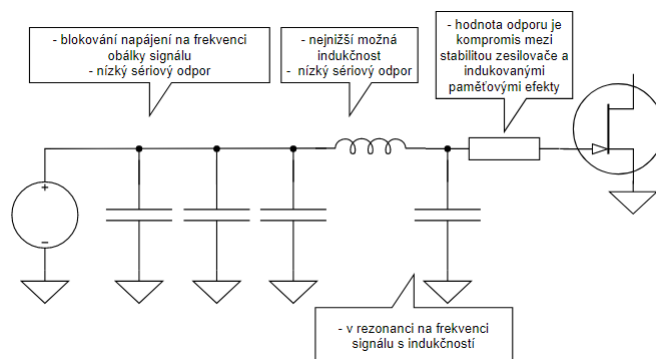 - blokování napájení na frekvenci
obálky signálu
- nízký sériový odpor
- nejnižší možná
indukčnost
- nízký sériový odpor
- hodnota odporu je
kompromis mezi
stabilitou zesilovače a
indukovanými
paměťovými efekty
- v rezonanci na frekvenci
signálu s indukčností